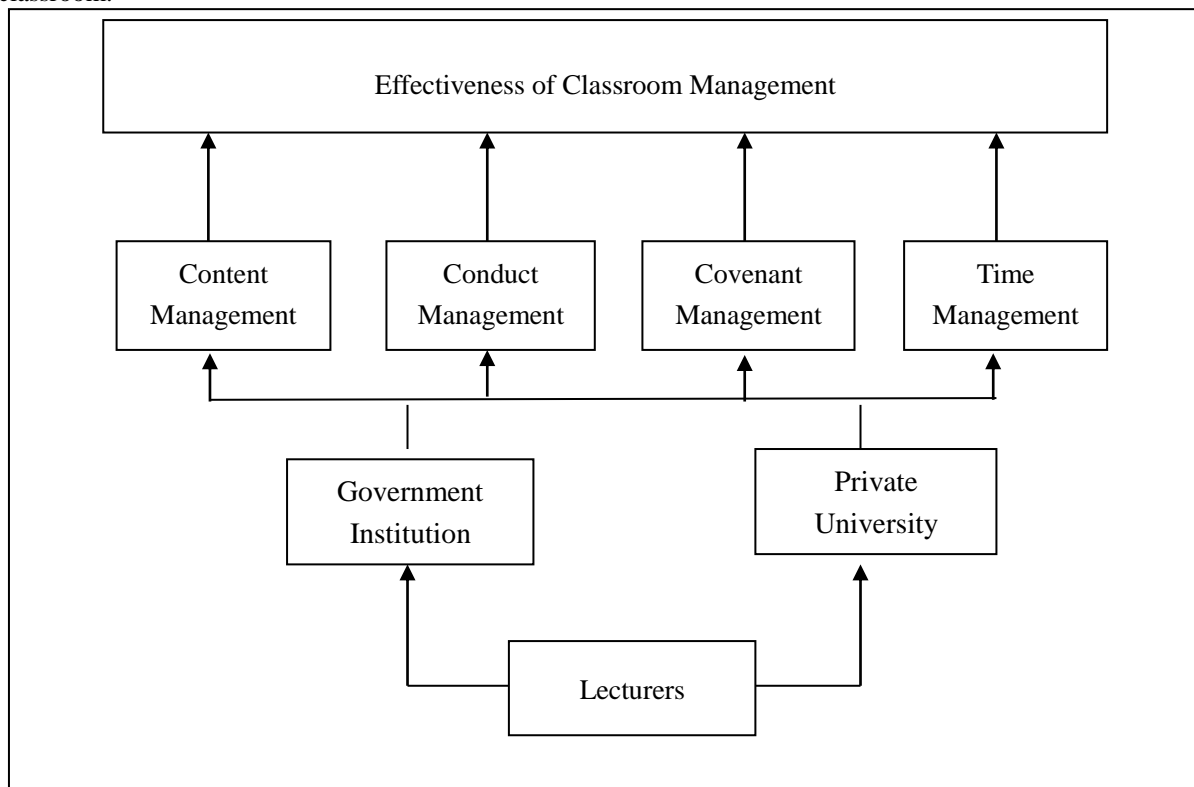 classroom.
Effectiveness of Classroom Management
Content
Management
Conduct
Management
Covenant
Management
Time
Management
Government
Institution
Private
University
Lecturers